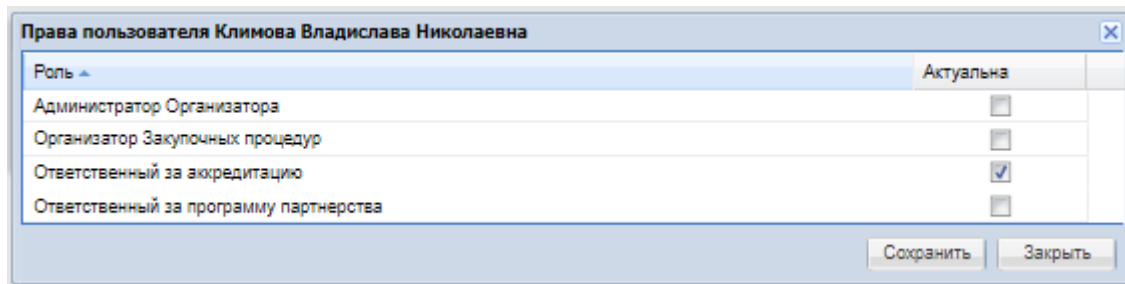 Права пользователя Климова Владислава Николаевна
Роль Актуальна
Администратор Организатора
Организатор Закупочных процедур
Ответственный за аккредитацию
Ответственный за программу партнерства
Сохранить Закрыть